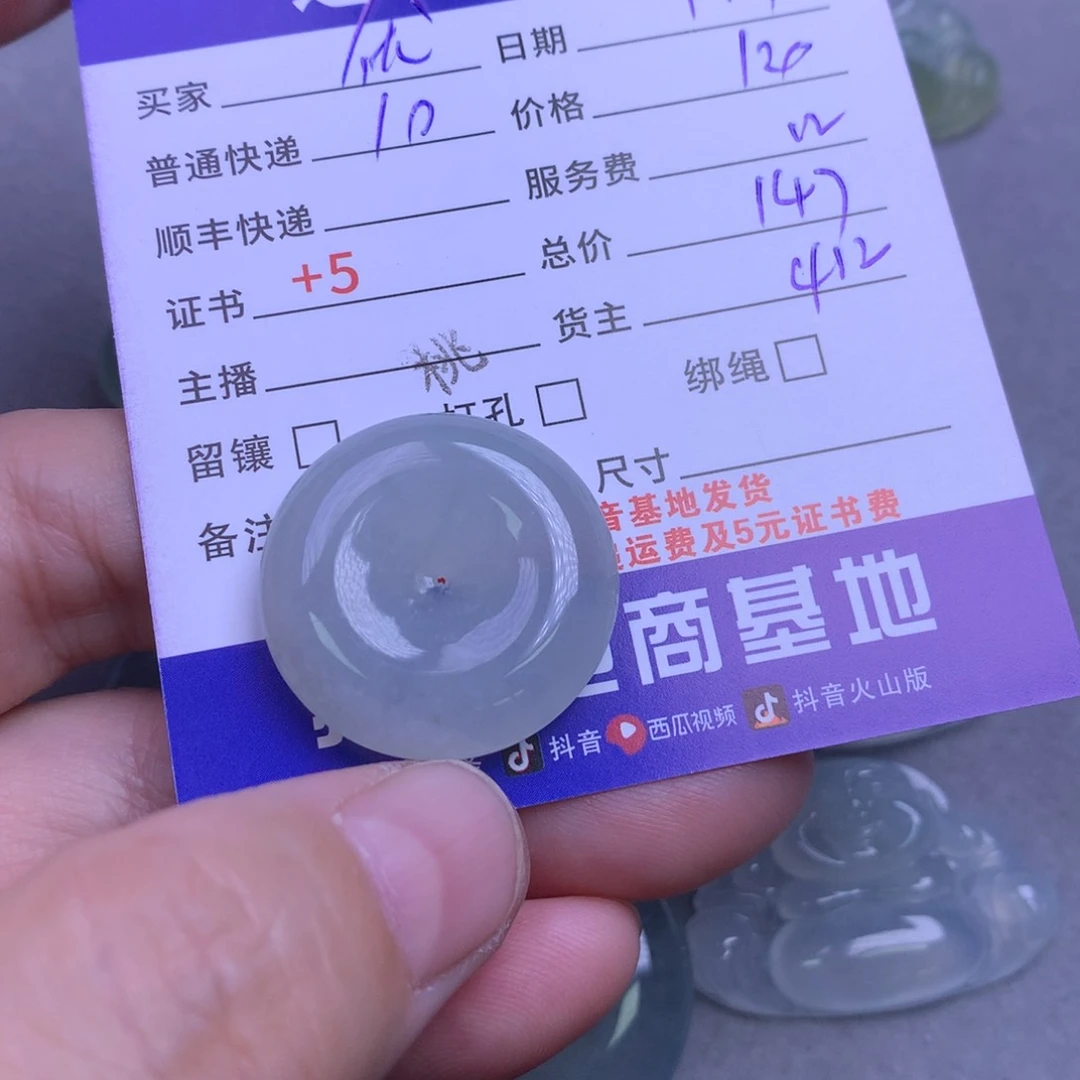 买家 日期
普通快递 10 价格 120
顺丰快递 服务费 12
证书 +5 总价 147
主播 桃 货主 412
留镶 打孔 绑绳
备注 尺寸
音基地发货
运费及5元证书费
商基地
抖音 西瓜视频 抖音火山版